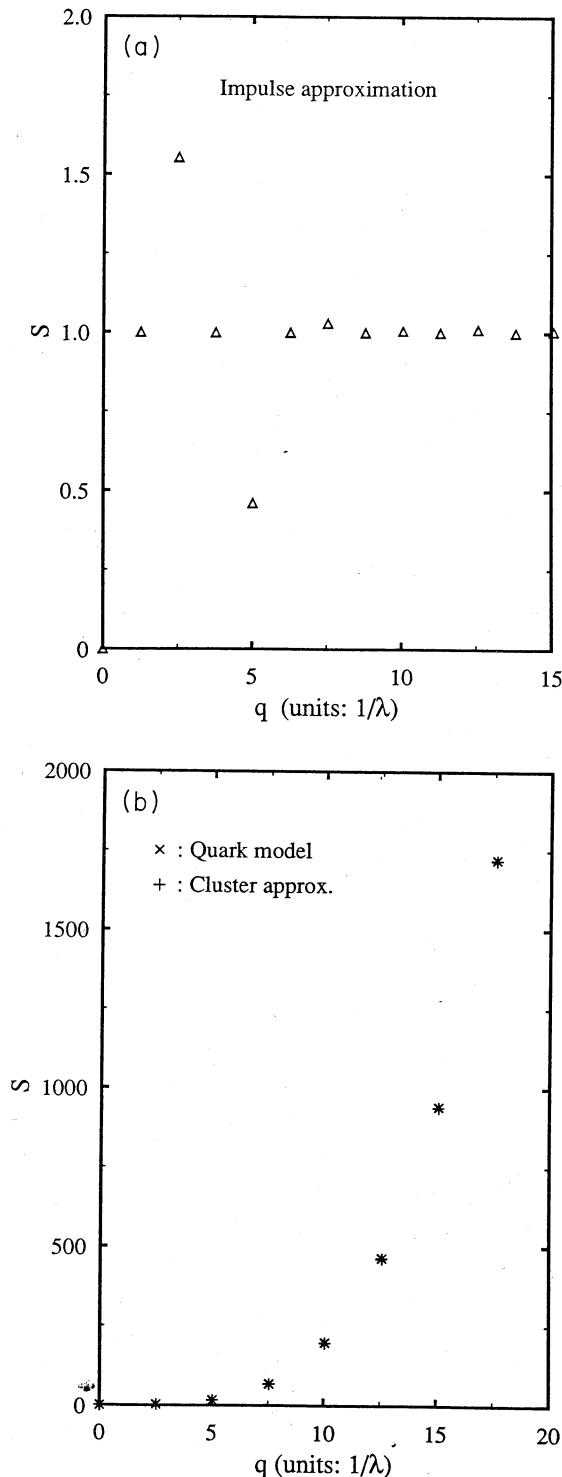 2.0
(a)
Impulse approximation
1.5
1.0
S
0.5
0
0 5 10 15
q (units: 1/λ)
2000
(b)
× : Quark model
+ : Cluster approx.
1500
S
1000
500
0
0 5 10 15 20
q (units: 1/λ)